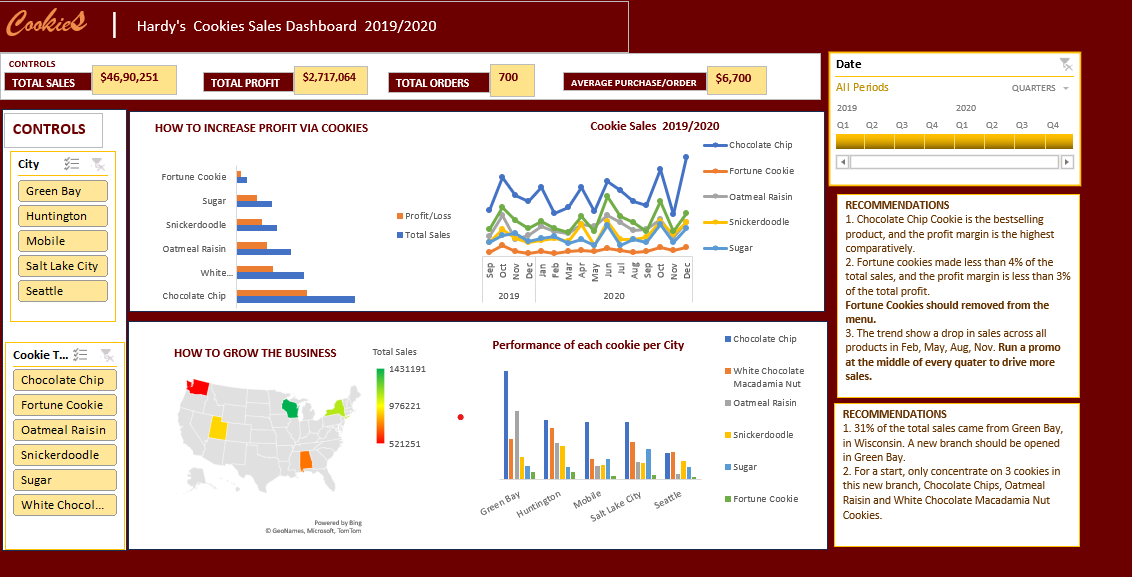 Cookies
Hardy's Cookies Sales Dashboard 2019/2020
CONTROLS
TOTAL SALES
$46,90,251
TOTAL PROFIT
$2,717,064
TOTAL ORDERS
700
AVERAGE PURCHASE/ORDER
$6,700
Date
All Periods
QUARTERS
2019 2020
Q1 Q2 Q3 Q4 Q1 Q2 Q3 Q4
CONTROLS
City
Green Bay
Huntington
Mobile
Salt Lake City
Seattle
Cookie T...
Chocolate Chip
Fortune Cookie
Oatmeal Raisin
Snickerdoodle
Sugar
White Chocol...
HOW TO INCREASE PROFIT VIA COOKIES
Fortune Cookie
Sugar
Snickerdoodle
Oatmeal Raisin
White...
Chocolate Chip
Profit/Loss
Total Sales
Cookie Sales 2019/2020
Chocolate Chip
Fortune Cookie
Oatmeal Raisin
Snickerdoodle
Sugar
Sep Oct Nov Dec Jan Feb Mar Apr May Jun Jul Aug Sep Oct Nov Dec
2019 2020
HOW TO GROW THE BUSINESS
Total Sales
1431191
976221
521251
Powered by Bing
© GeoNames, Microsoft, TomTom
Performance of each cookie per City
Green Bay
Huntington
Mobile
Salt Lake City
Seattle
Chocolate Chip
White Chocolate
Macadamia Nut
Oatmeal Raisin
Snickerdoodle
Sugar
Fortune Cookie
RECOMMENDATIONS
1. Chocolate Chip Cookie is the bestselling
product, and the profit margin is the highest
comparatively.
2. Fortune cookies made less than 4% of the
total sales, and the profit margin is less than 3%
of the total profit.
Fortune Cookies should removed from the
menu.
3. The trend show a drop in sales across all
products in Feb, May, Aug, Nov. Run a promo
at the middle of every quater to drive more
sales.
RECOMMENDATIONS
1. 31% of the total sales came from Green Bay,
in Wisconsin. A new branch should be opened
in Green Bay.
2. For a start, only concentrate on 3 cookies in
this new branch, Chocolate Chips, Oatmeal
Raisin and White Chocolate Macadamia Nut
Cookies.